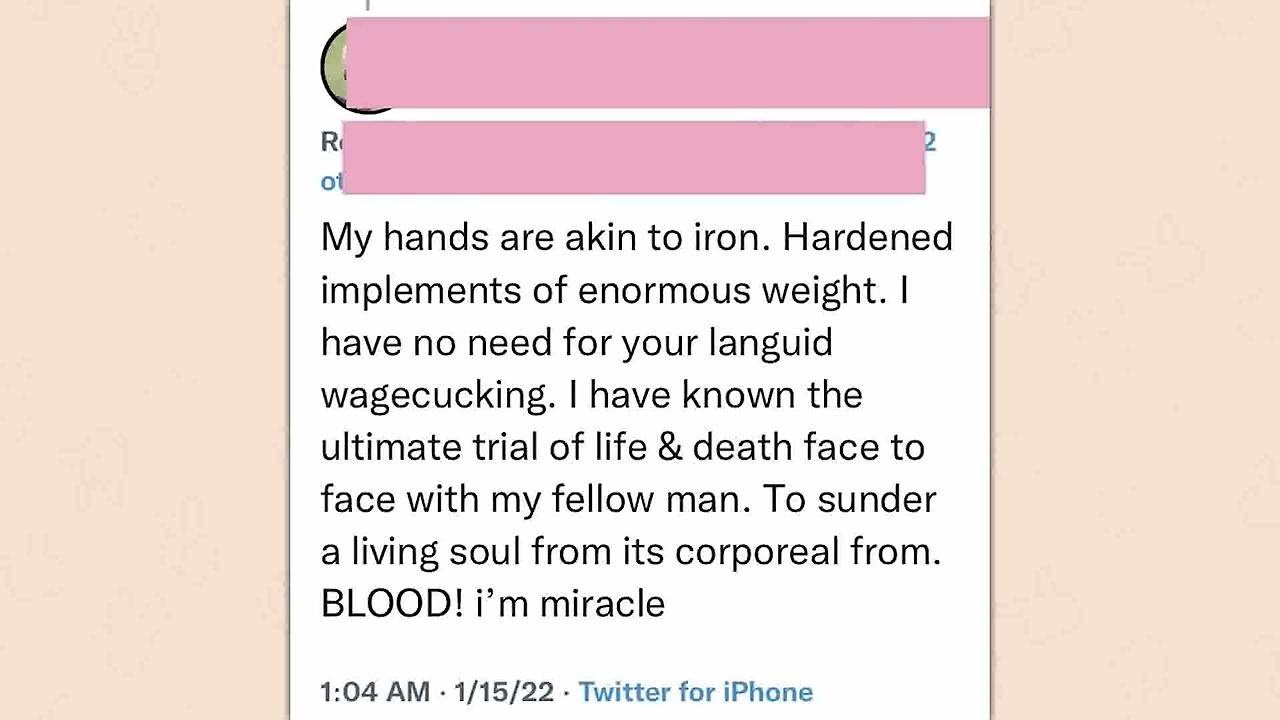 My hands are akin to iron. Hardened
implements of enormous weight. I
have no need for your languid
wagecucking. I have known the
ultimate trial of life & death face to
face with my fellow man. To sunder
a living soul from its corporeal from.
BLOOD! i’m miracle
1:04 AM · 1/15/22 · Twitter for iPhone